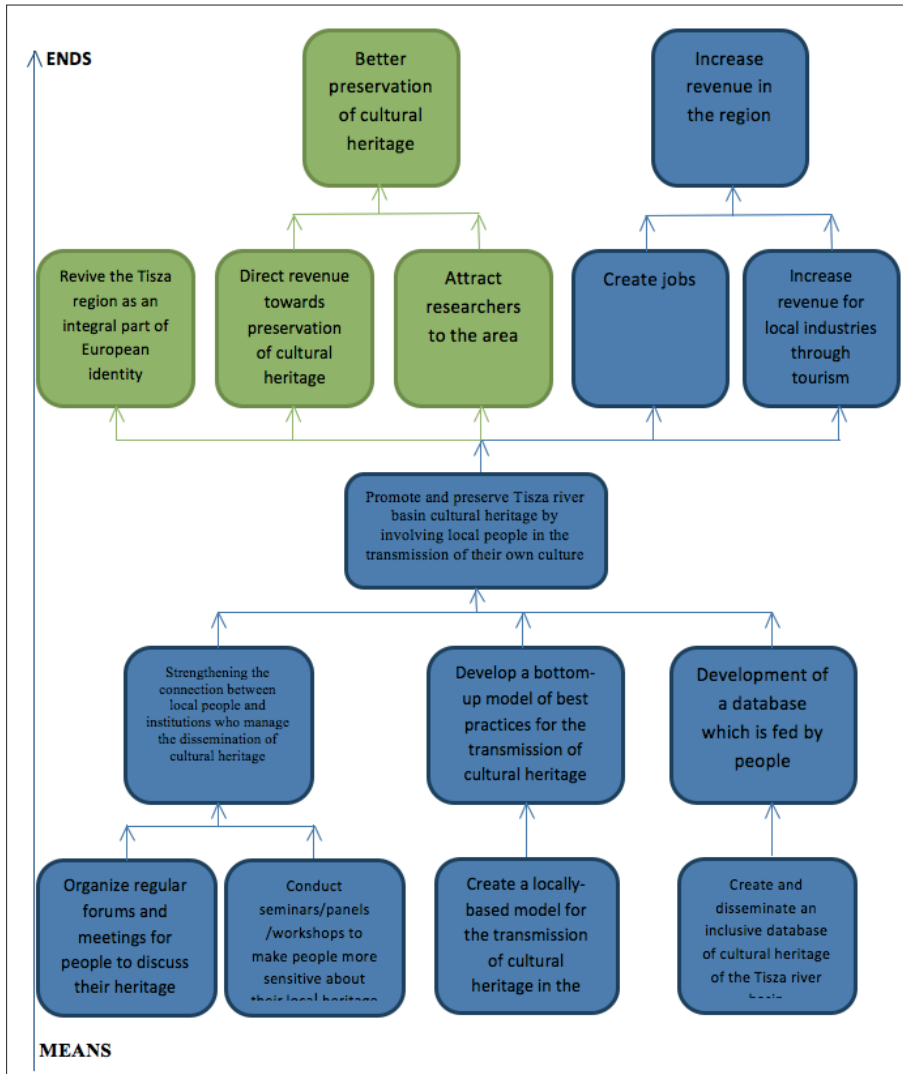 ENDS
Better
preservation
of cultural
heritage
Increase
revenue in
the region
Revive the Tisza
region as an
integral part of
European
identity
Direct revenue
towards
preservation
of cultural
heritage
Attract
researchers
to the area
Create jobs
Increase
revenue for
local industries
through
tourism
Promote and preserve Tisza river
basin cultural heritage by
involving local people in the
transmission of their own culture
Strengthening the
connection between
local people and
institutions who manage
the dissemination of
cultural heritage
Develop a bottom-
up model of best
practices for the
transmission of
cultural heritage
Development of
a database
which is fed by
people
Organize regular
forums and
meetings for
people to discuss
their heritage
Conduct
seminars/panels
/workshops to
make people more
sensitive about
their local heritage
Create a locally-
based model for
the transmission
of cultural
heritage in the
Create and
disseminate an
inclusive database
of cultural heritage
of the Tisza river
basin
MEANS